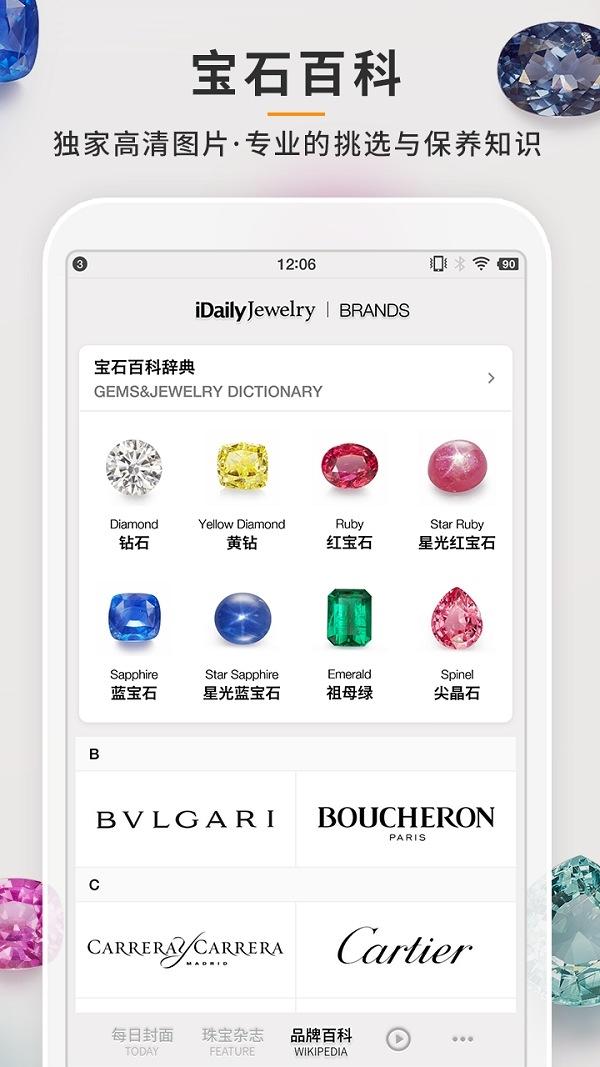 宝石百科
独家高清图片·专业的挑选与保养知识
3 12:06 90
iDaily Jewelry | BRANDS
宝石百科辞典
GEMS&JEWELRY DICTIONARY
Diamond Yellow Diamond Ruby Star Ruby
钻石 黄钻 红宝石 星光红宝石
Sapphire Star Sapphire Emerald Spinel
蓝宝石 星光蓝宝石 祖母绿 尖晶石
B
BVLGARI BOUCHERON
PARIS
C
CARRERA Y CARRERA Cartier
MADRID
每日封面 珠宝杂志 品牌百科
TODAY FEATURE WIKIPEDIA